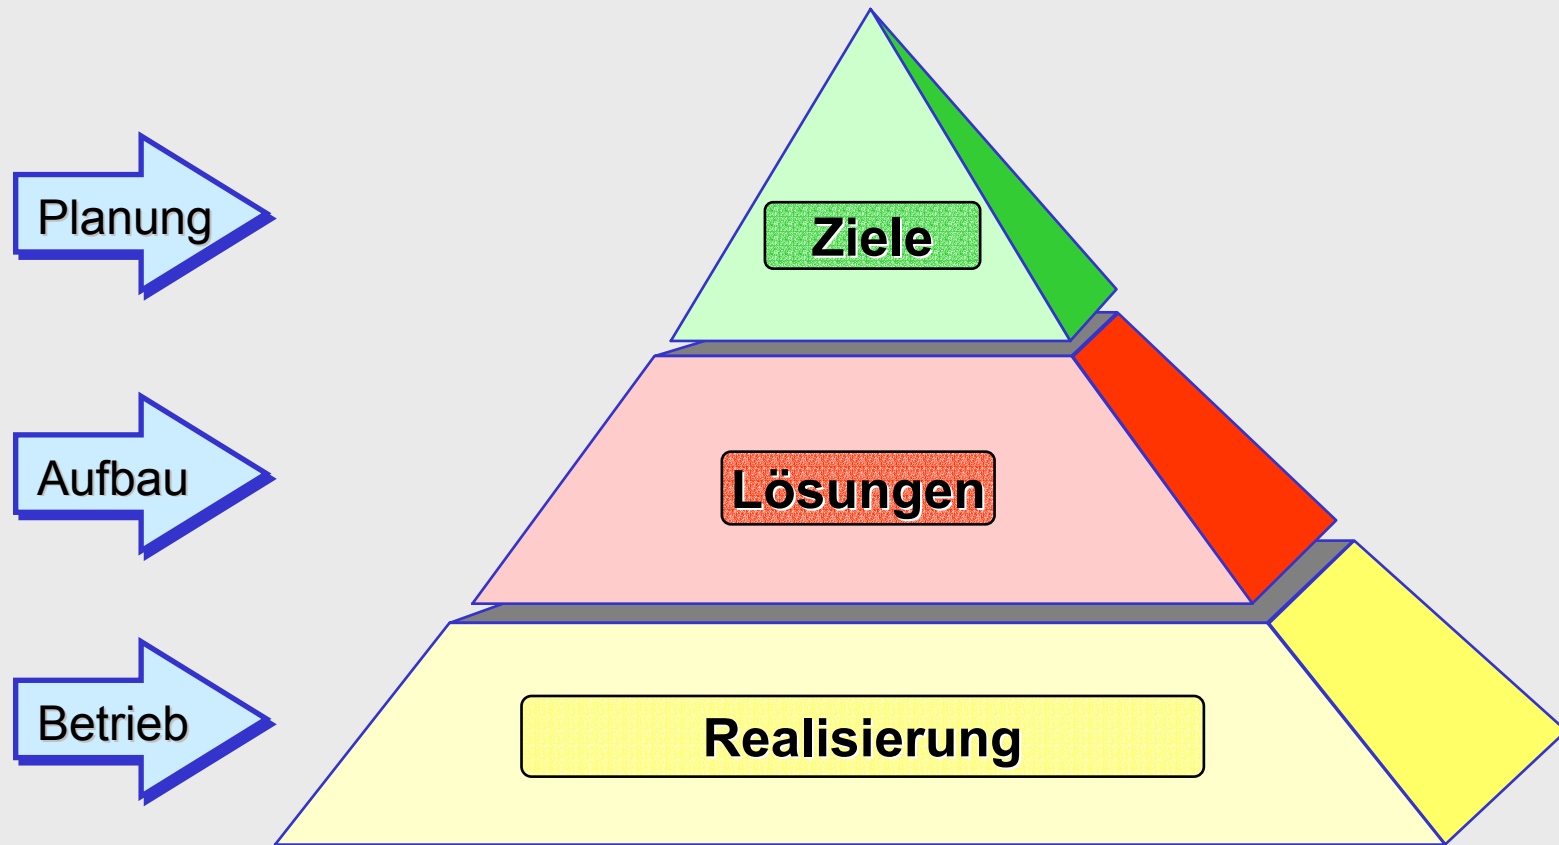 Planung
Ziele
Aufbau
Lösungen
Betrieb
Realisierung